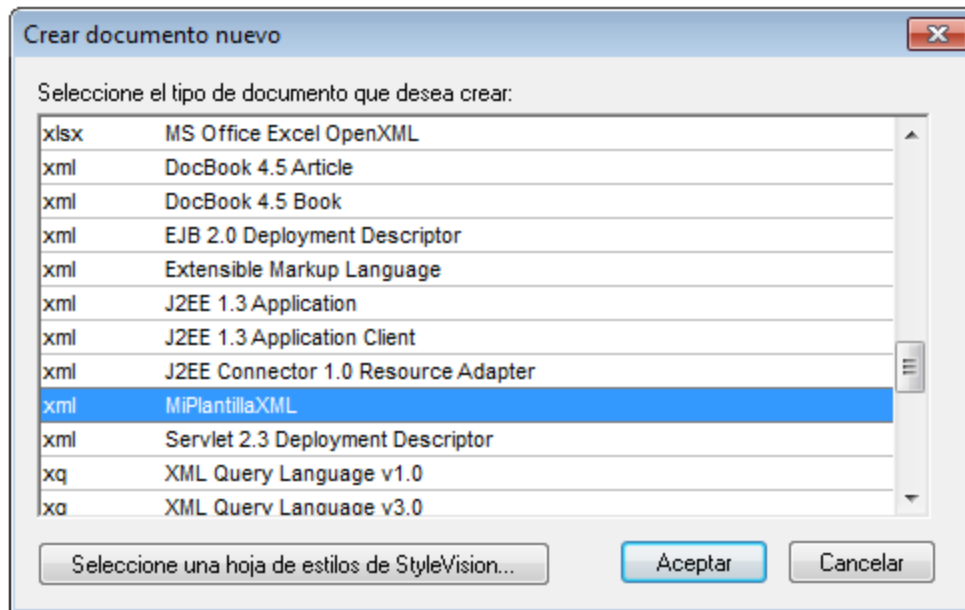 Crear documento nuevo
Seleccione el tipo de documento que desea crear:
xlsx MS Office Excel OpenXML
xml DocBook 4.5 Article
xml DocBook 4.5 Book
xml EJB 2.0 Deployment Descriptor
xml Extensible Markup Language
xml J2EE 1.3 Application
xml J2EE 1.3 Application Client
xml J2EE Connector 1.0 Resource Adapter
xml MiPlantillaXML
xml Servlet 2.3 Deployment Descriptor
xq XML Query Language v1.0
xq XML Query Language v3.0
Seleccione una hoja de estilos de StyleVision... Aceptar Cancelar